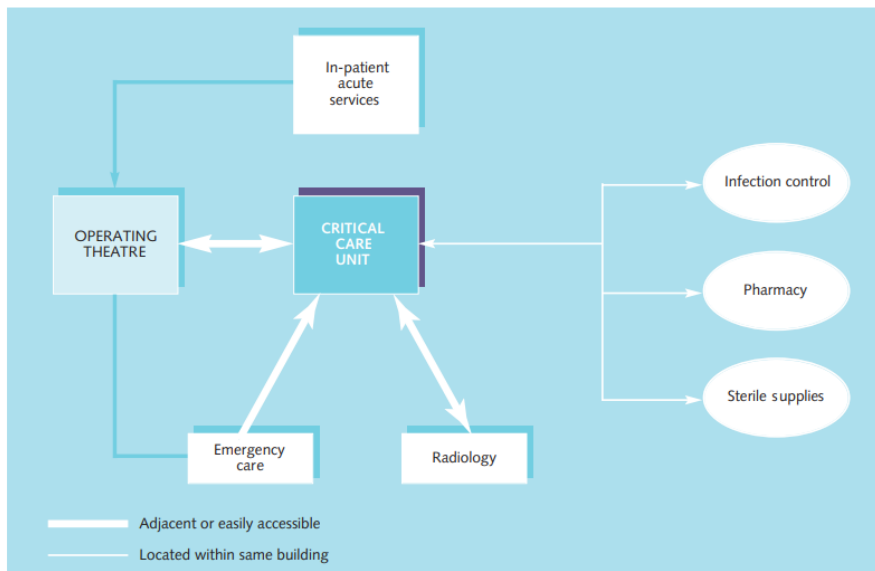 In-patient
acute
services
OPERATING
THEATRE
CRITICAL
CARE
UNIT
Infection control
Pharmacy
Sterile supplies
Emergency
care
Radiology
Adjacent or easily accessible
Located within same building